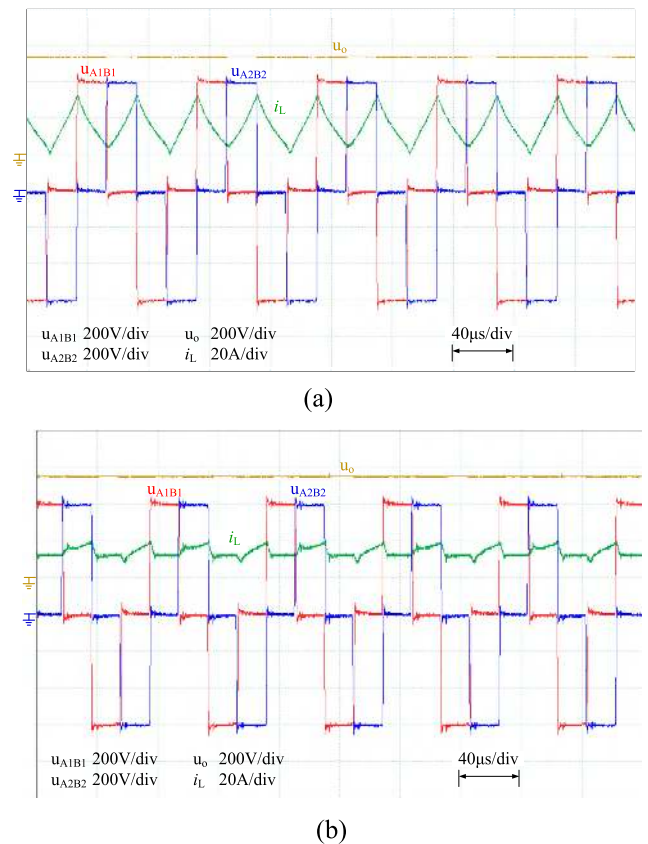 uo
uA1B1 uA2B2
iL
uA1B1 200V/div uo 200V/div 40μs/div
uA2B2 200V/div iL 20A/div
(a)
uo
uA1B1 uA2B2
iL
uA1B1 200V/div uo 200V/div 40μs/div
uA2B2 200V/div iL 20A/div
(b)